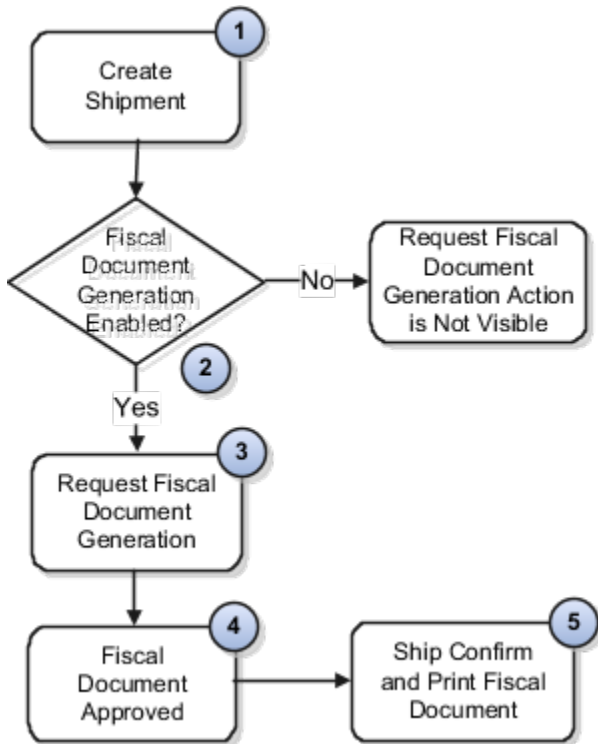 1
Create
Shipment
Fiscal
Document
Generation
Enabled?
No
Request Fiscal
Document
Generation Action
is Not Visible
2
Yes
3
Request Fiscal
Document
Generation
4
Fiscal
Document
Approved
5
Ship Confirm
and Print Fiscal
Document